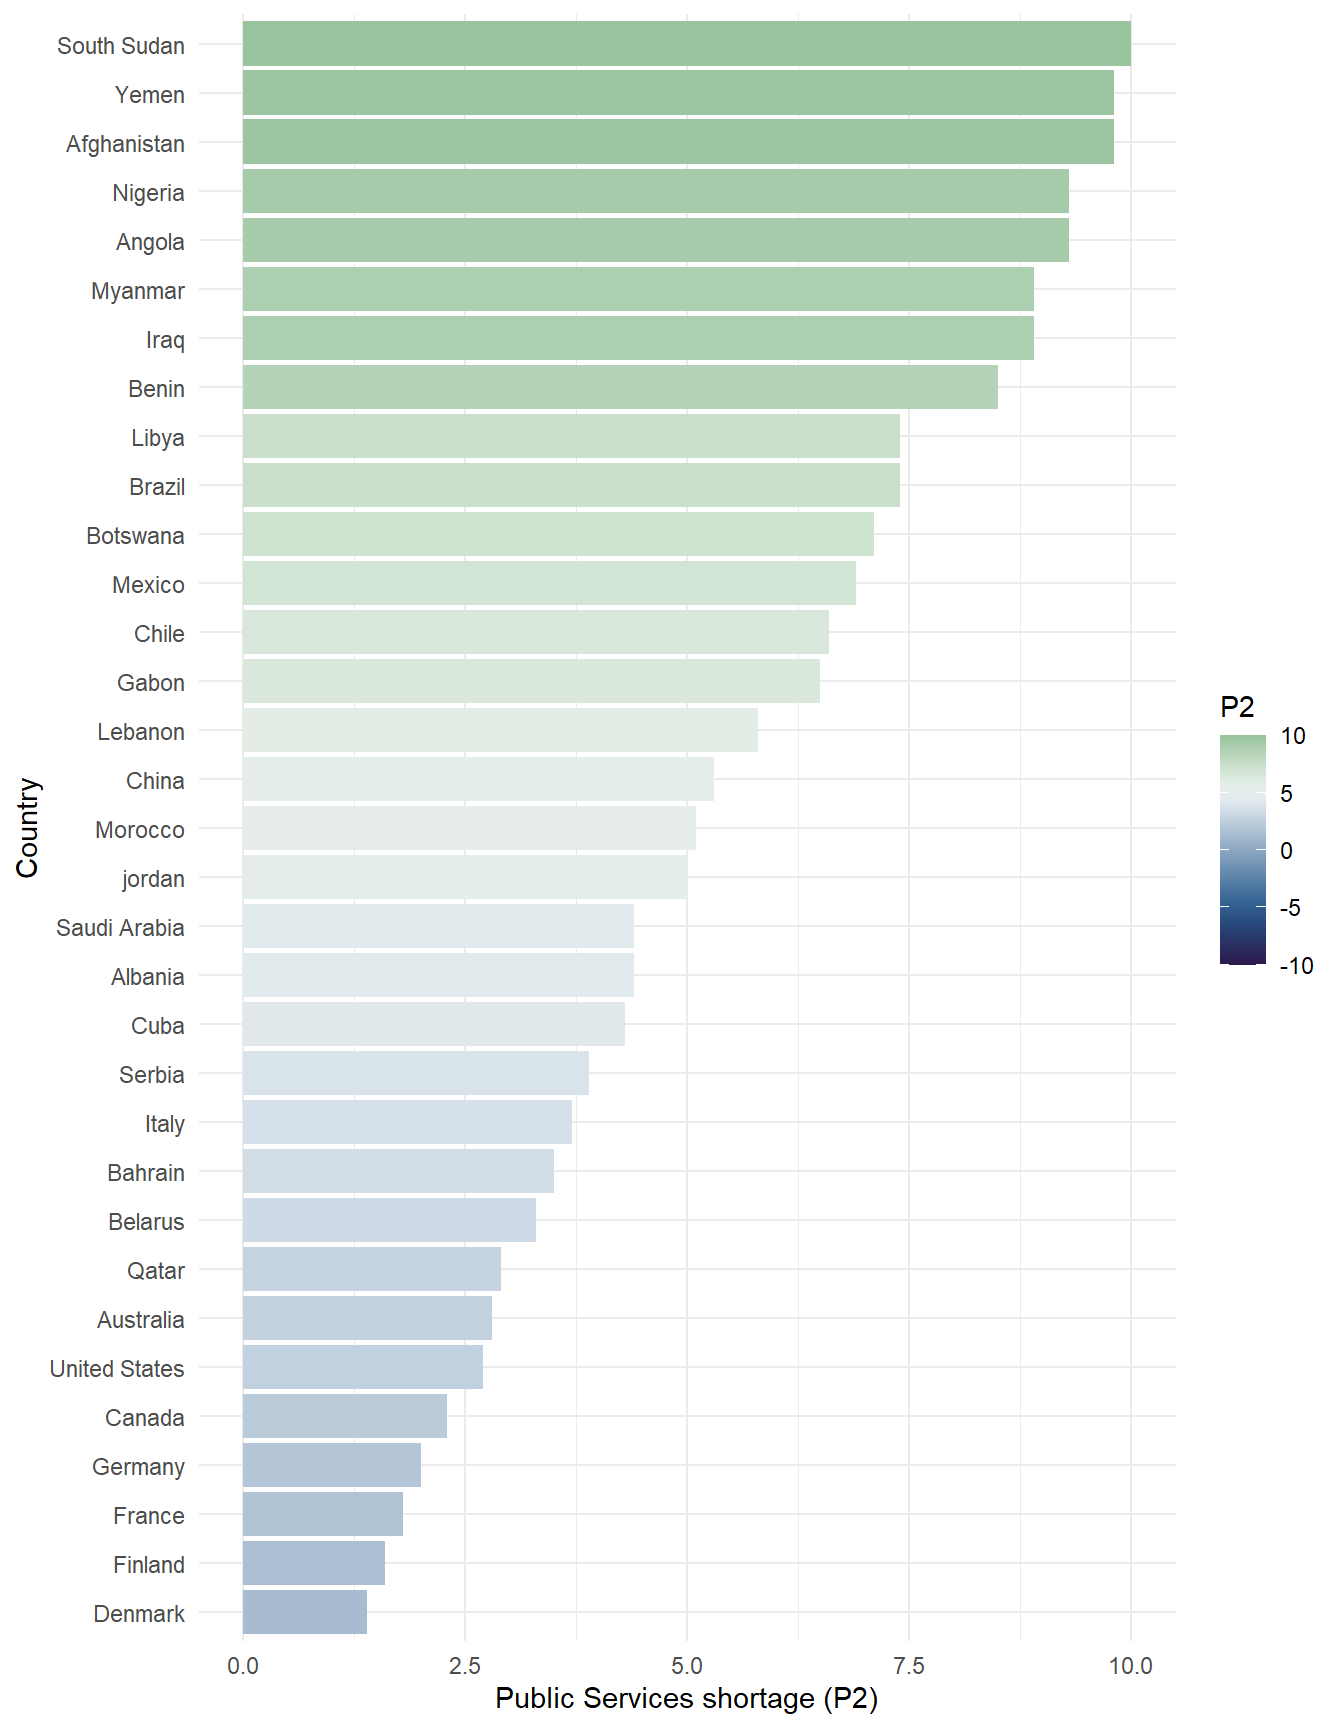 South Sudan
Yemen
Afghanistan
Nigeria
Angola
Myanmar
Iraq
Benin
Libya
Brazil
Botswana
Mexico
Chile
Gabon
Lebanon
China
Morocco
jordan
Saudi Arabia
Albania
Cuba
Serbia
Italy
Bahrain
Belarus
Qatar
Australia
United States
Canada
Germany
France
Finland
Denmark
Country
0.0 2.5 5.0 7.5 10.0
Public Services shortage (P2)
P2
10
5
0
-5
-10